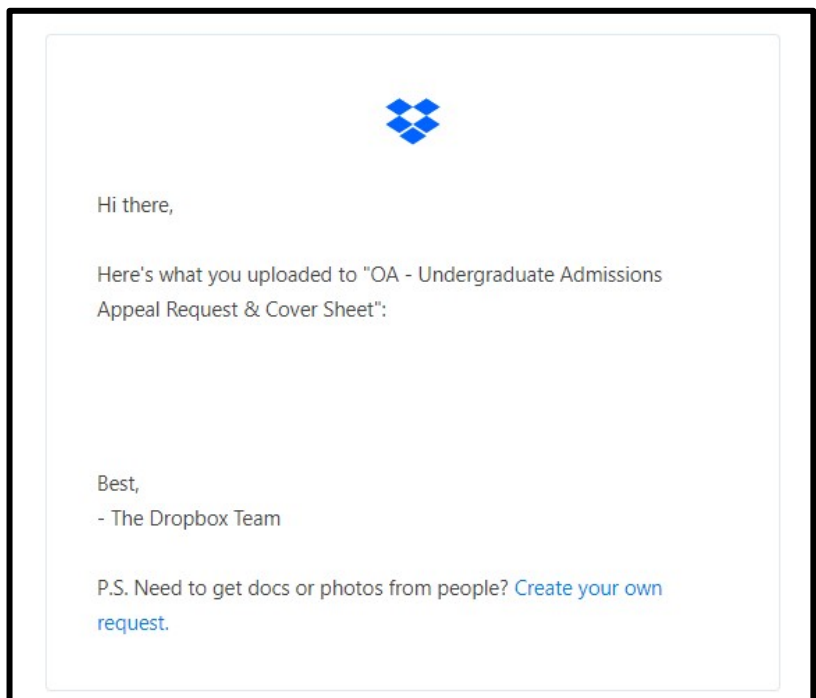 Hi there,
Here's what you uploaded to "OA - Undergraduate Admissions
Appeal Request & Cover Sheet":
Best,
- The Dropbox Team
P.S. Need to get docs or photos from people? Create your own
request.